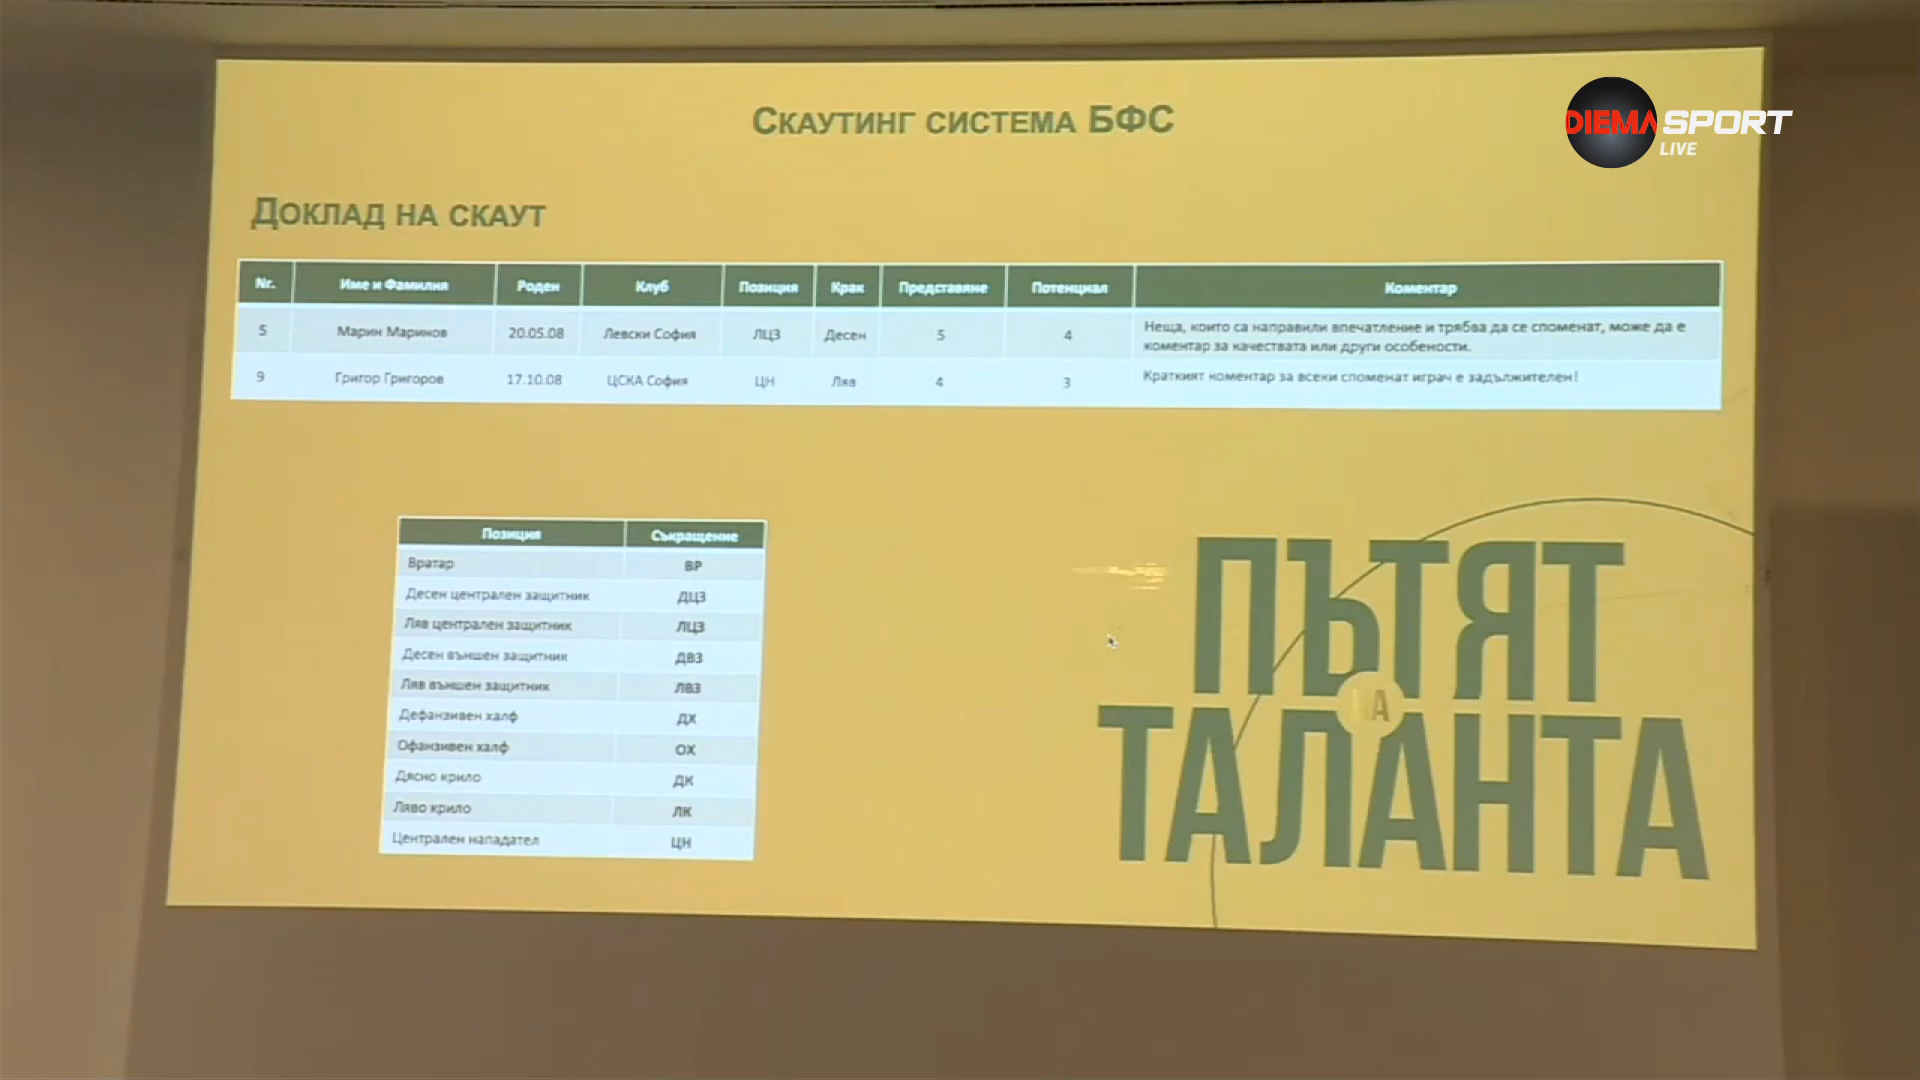 DIEMA SPORT
LIVE
СКАУТИНГ СИСТЕМА БФС
ДОКЛАД НА СКАУТ
Nr. Име и Фамилия Роден Клуб Позиция Крак Представяне Потенциал Коментар
5 Марин Маринов 20.05.08 Левски София ЛЦЗ Десен 5 4 Неща, които са направили впечатление и трябва да се споменат, може да е
коментар за качествата или други особености.
9 Григор Григоров 17.10.08 ЦСКА София ЦН Ляв 4 3 Краткият коментар за всеки споменат играч е задължителен!
Позиция Съкращение
Вратар ВР
Десен централен защитник ДЦЗ
Ляв централен защитник ЛЦЗ
Десен външен защитник ДВЗ
Ляв външен защитник ЛВЗ
Дефанзивен халф ДХ
Офанзивен халф ОХ
Дясно крило ДК
Ляво крило ЛК
Централен нападател ЦН
ПЪТЯТ
НА
ТАЛАНТА